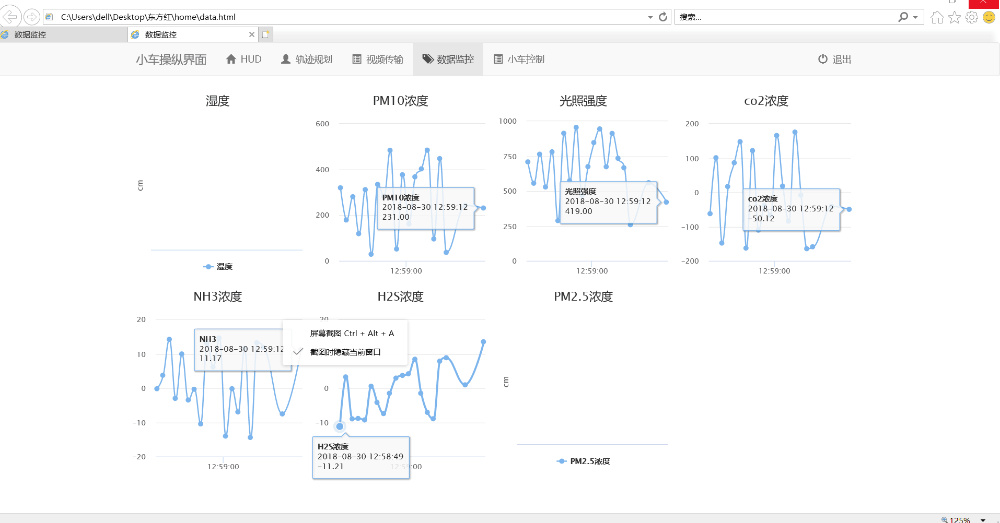 C:\Users\dell\Desktop\东方红\home\data.html
搜索...
数据监控
数据监控
小车操纵界面
HUD
轨迹规划
视频传输
数据监控
小车控制
退出
湿度
cm
湿度
PM10浓度
600
400
200
0
12:59:00
PM10浓度
2018-08-30 12:59:12
231.00
光照强度
1000
750
500
250
0
12:59:00
光照强度
2018-08-30 12:59:12
419.00
co2浓度
200
100
0
-100
-200
12:59:00
co2浓度
2018-08-30 12:59:12
-50.12
NH3浓度
20
10
0
-10
-20
12:59:00
NH3
2018-08-30 12:59:12
11.17
屏幕截图 Ctrl + Alt + A
截图时隐藏当前窗口
H2S浓度
20
10
0
-10
12:59:00
H2S浓度
2018-08-30 12:58:49
-11.21
PM2.5浓度
cm
PM2.5浓度
125%